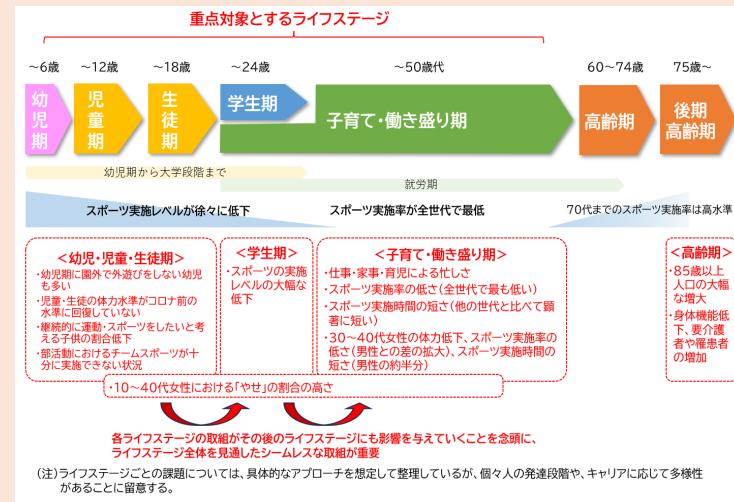 重点対象とするライフステージ
～6歳
～12歳
～18歳
～24歳
～50歳代
60～74歳
75歳～
幼児期
児童期
生徒期
学生期
子育て・働き盛り期
高齢期
後期
高齢期
幼児期から大学段階まで
就労期
スポーツ実施レベルが徐々に低下
スポーツ実施率が全世代で最低
70代までのスポーツ実施率は高水準
＜幼児・児童・生徒期＞
・幼児期に園外で外遊びをしない幼児
も多い
・児童・生徒の体力水準がコロナ前の
水準に回復していない
・継続的に運動・スポーツをしたいと考
える子供の割合低下
・部活動におけるチームスポーツが十
分に実施できない状況
＜学生期＞
・スポーツの実施
レベルの大幅な
低下
＜子育て・働き盛り期＞
・仕事・家事・育児による忙しさ
・スポーツ実施率の低さ(全世代で最も低い)
・スポーツ実施時間の短さ(他の世代と比べて顕
著に短い)
・30～40代女性の体力低下、スポーツ実施率の
低さ(男性との差の拡大)、スポーツ実施時間の
短さ(男性の約半分)
＜高齢期＞
・85歳以上
人口の大幅
な増大
・身体機能低
下、要介護
者や罹患者
の増加
・10～40代女性における「やせ」の割合の高さ
各ライフステージの取組がその後のライフステージにも影響を与えていくことを念頭に、
ライフステージ全体を見通したシームレスな取組が重要
(注)ライフステージごとの課題については、具体的なアプローチを想定して整理しているが、個々人の発達段階や、キャリアに応じて多様性
があることに留意する。